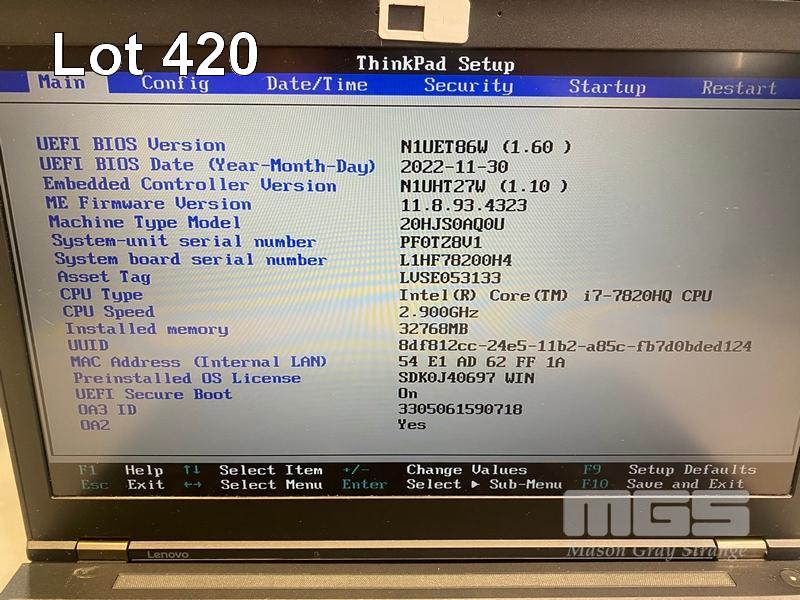 Lot 420
ThinkPad Setup
Main Config Date/Time Security Startup Restart
UEFI BIOS Version N1UET86W (1.60 )
UEFI BIOS Date (Year-Month-Day) 2022-11-30
Embedded Controller Version N1UHT27W (1.10 )
ME Firmware Version 11.8.93.4323
Machine Type Model 20HJS0AQ0U
System-unit serial number PF0TZ8V1
System board serial number L1HF78200H4
Asset Tag LVSE053133
CPU Type Intel(R) Core(TM) i7-7820HQ CPU
CPU Speed 2.900GHz
Installed memory 32768MB
UUID 8df812cc-24e5-11b2-a85c-fb7d0bded124
MAC Address (Internal LAN) 54 E1 AD 62 FF 1A
Preinstalled OS License SDK0J40697 WIN
UEFI Secure Boot On
OA3 ID 3305061590718
OA2 Yes
F1 Help ↑↓ Select Item +/- Change Values F9 Setup Defaults
Esc Exit ↔ Select Menu Enter Select ▶ Sub-Menu F10 Save and Exit
MGS
Mason Gray Strange
Lenovo